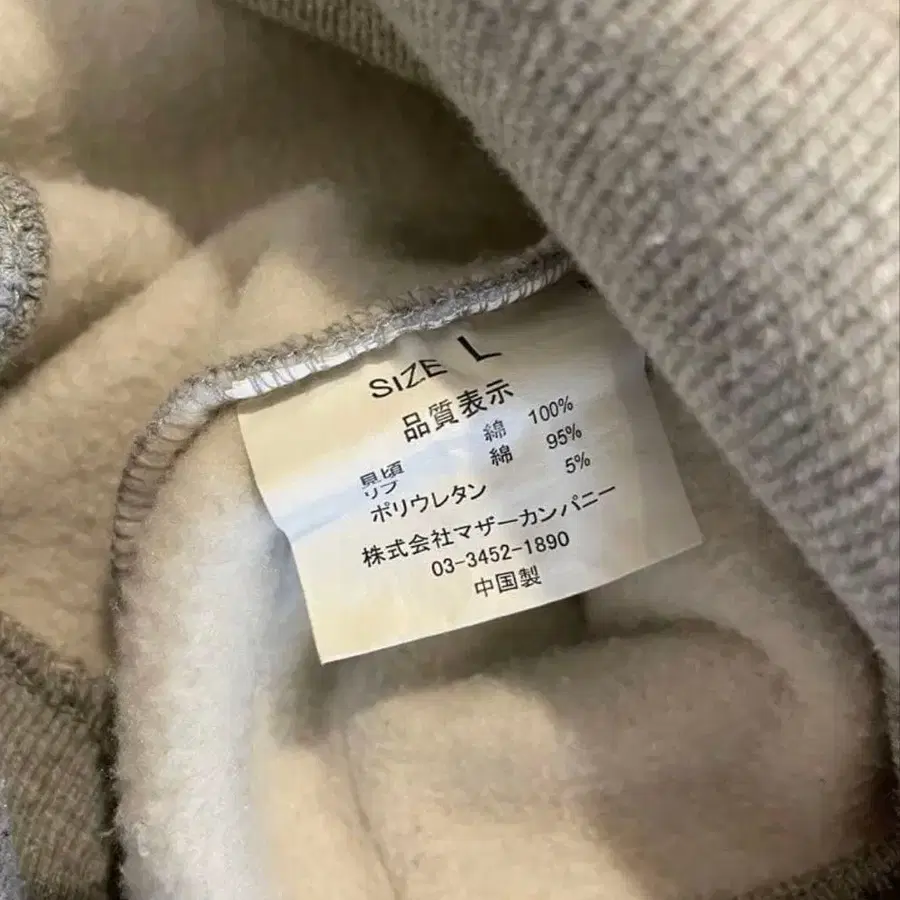 SIZE L
品質表示
見頃 綿 100%
リブ 綿 95%
ポリウレタン 5%
株式会社マザーカンパニー
03-3452-1890
中国製